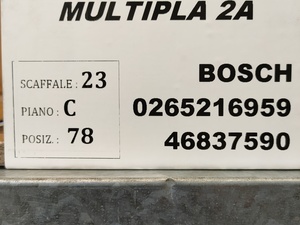 MULTIPLA 2A
SCAFFALE : 23
PIANO : C
POSIZ. : 78
BOSCH
0265216959
46837590